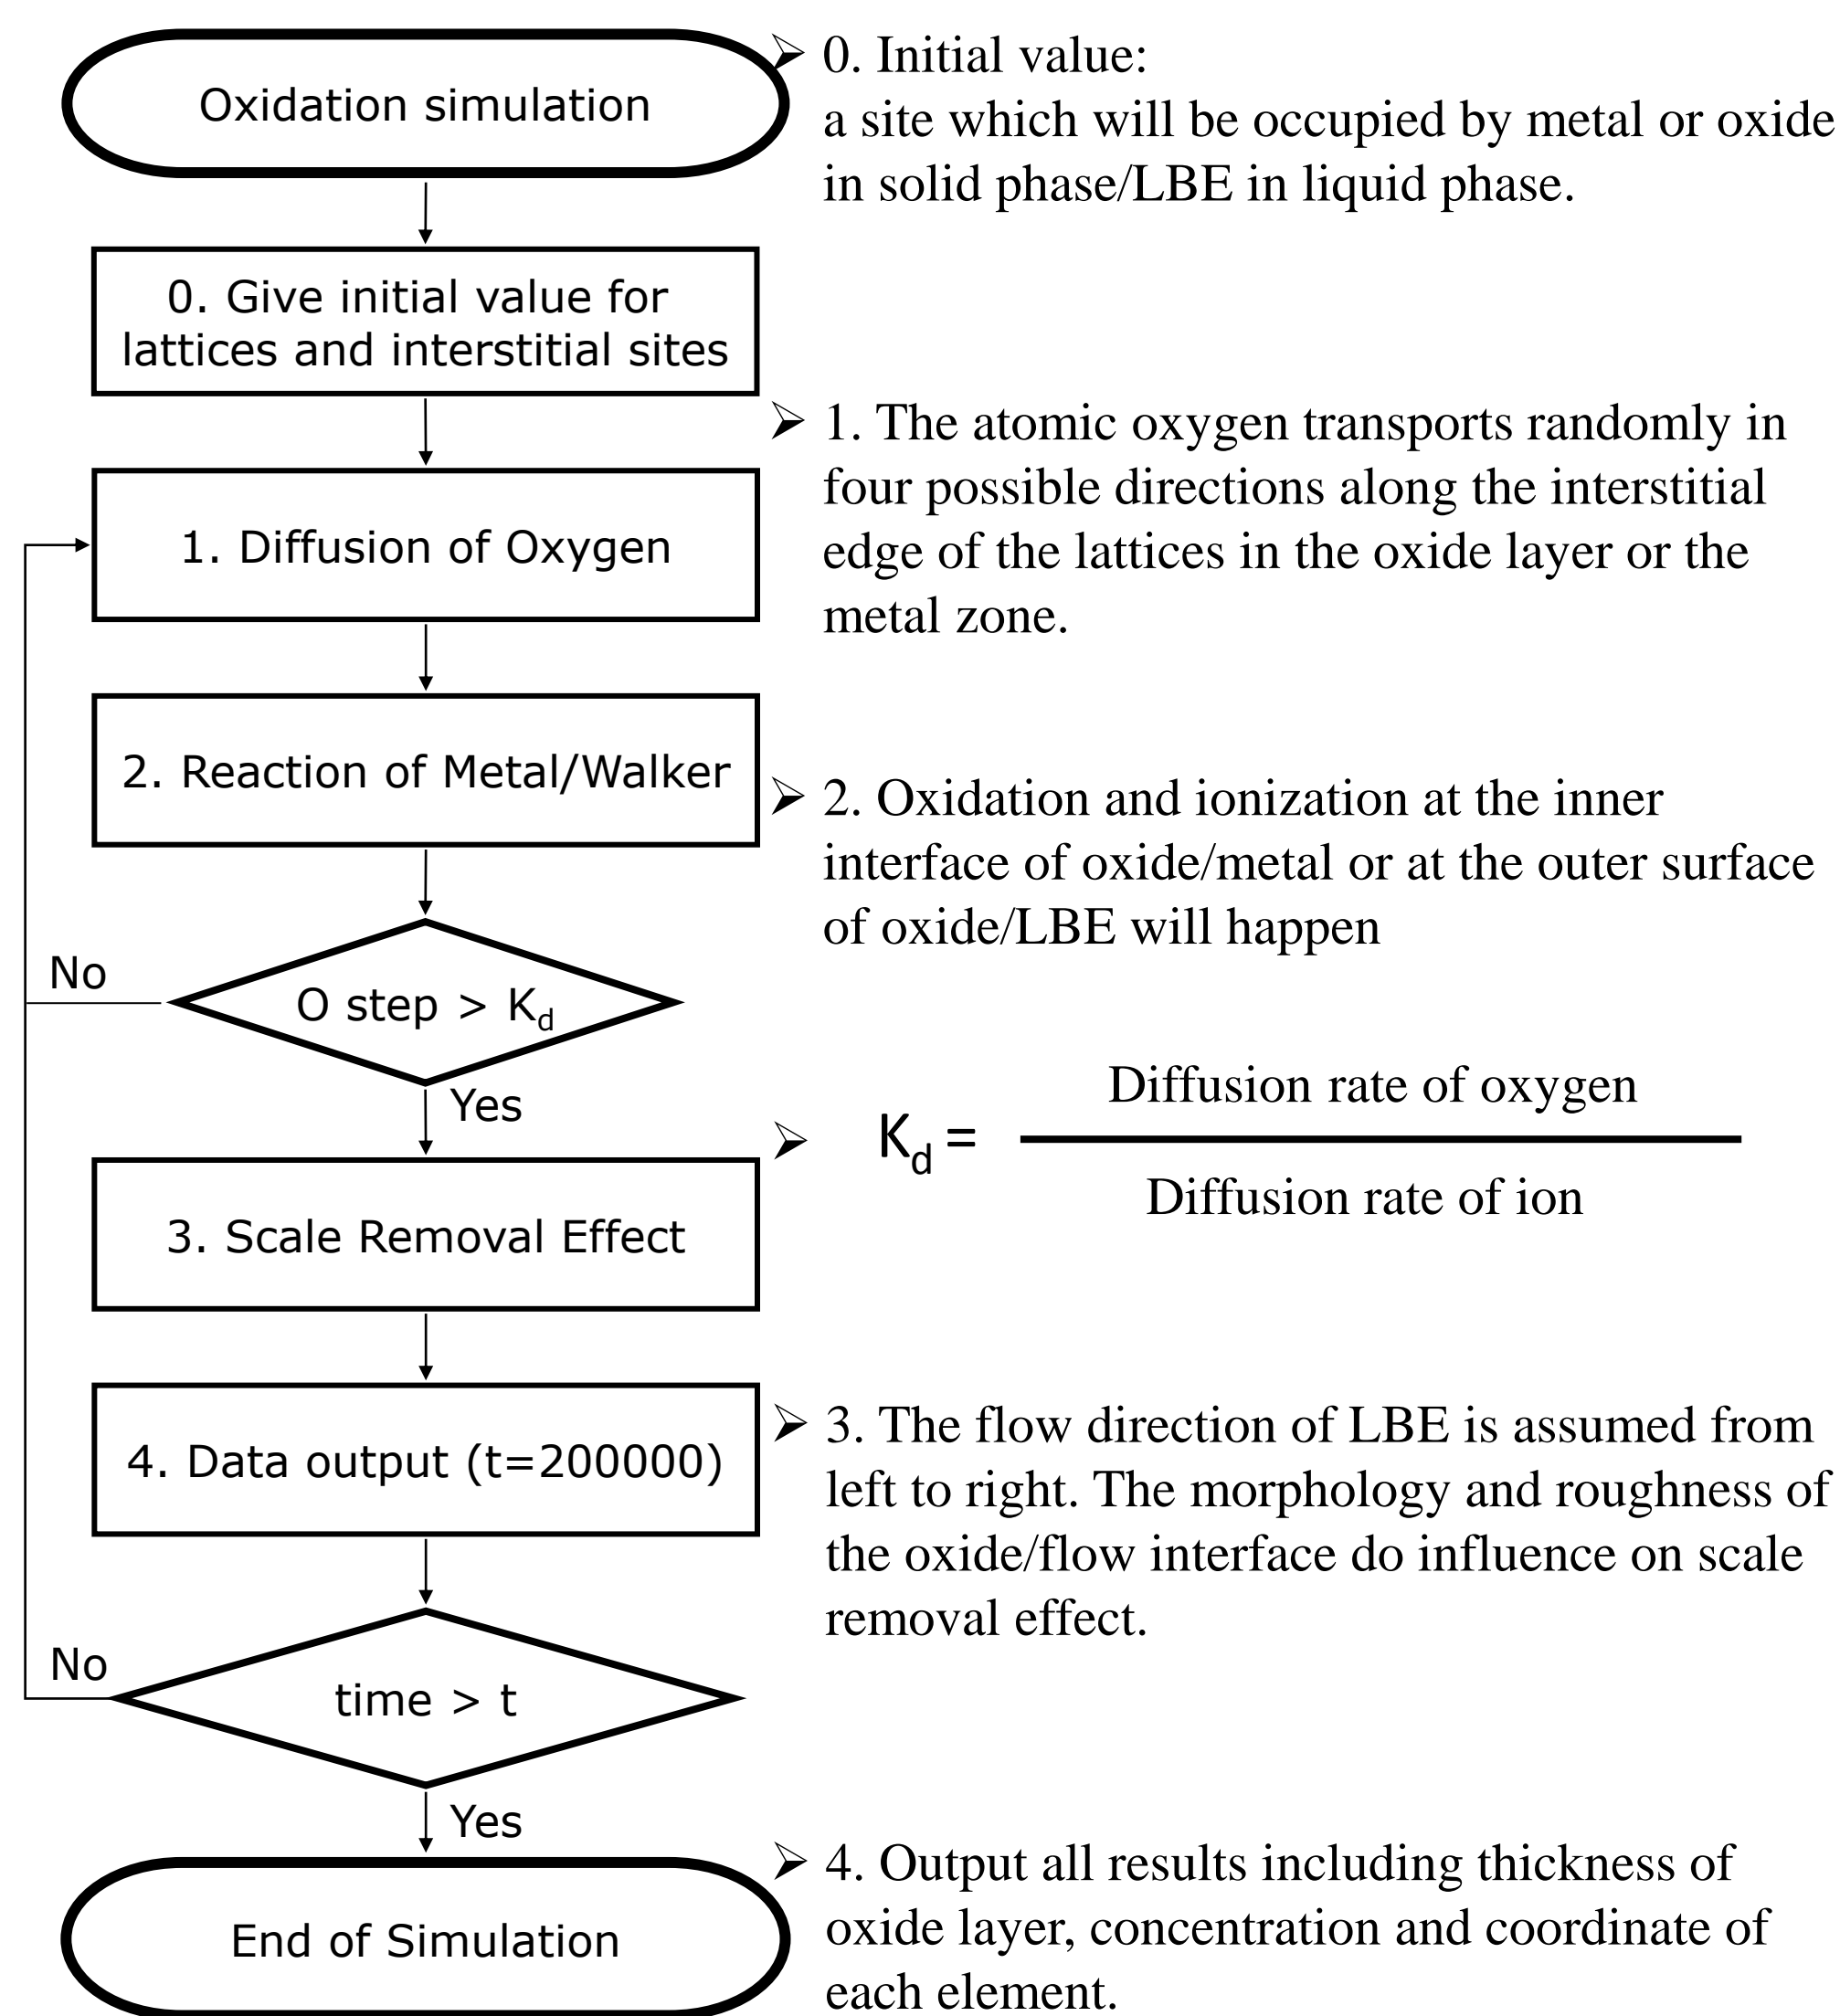 Oxidation simulation
0. Give initial value for
lattices and interstitial sites
1. Diffusion of Oxygen
2. Reaction of Metal/Walker
No
O step > Kd
Yes
3. Scale Removal Effect
4. Data output (t=200000)
No
time > t
Yes
End of Simulation
0. Initial value:
a site which will be occupied by metal or oxide
in solid phase/LBE in liquid phase.
1. The atomic oxygen transports randomly in
four possible directions along the interstitial
edge of the lattices in the oxide layer or the
metal zone.
2. Oxidation and ionization at the inner
interface of oxide/metal or at the outer surface
of oxide/LBE will happen
Diffusion rate of oxygen
Kd =
Diffusion rate of ion
3. The flow direction of LBE is assumed from
left to right. The morphology and roughness of
the oxide/flow interface do influence on scale
removal effect.
4. Output all results including thickness of
oxide layer, concentration and coordinate of
each element.